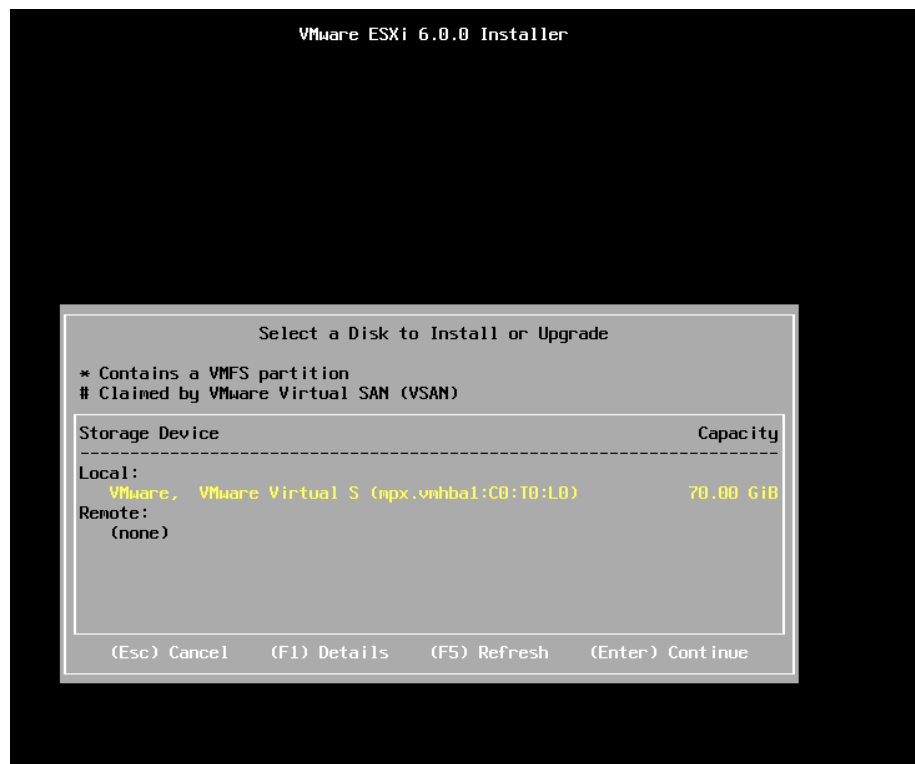 VMware ESXi 6.0.0 Installer
Select a Disk to Install or Upgrade
* Contains a VMFS partition
# Claimed by VMware Virtual SAN (VSAN)
Storage Device Capacity
--------------------------------------------------------------------------------
Local:
VMware, VMware Virtual S (mpx.vmhba1:C0:T0:L0) 70.00 GiB
Remote:
(none)
(Esc) Cancel (F1) Details (F5) Refresh (Enter) Continue